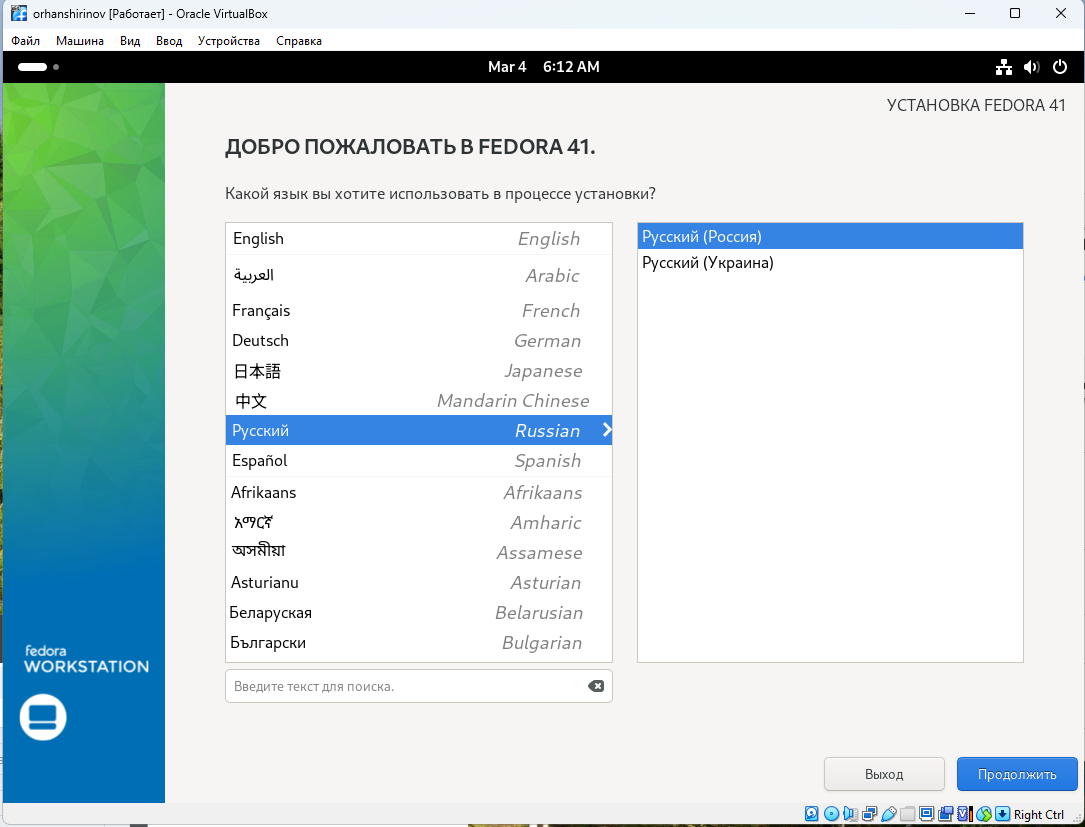 orhanshirinov [Работает] - Oracle VirtualBox
Файл Машина Вид Ввод Устройства Справка
Mar 4 6:12 AM
УСТАНОВКА FEDORA 41
ДОБРО ПОЖАЛОВАТЬ В FEDORA 41.
Какой язык вы хотите использовать в процессе установки?
English English
العربية Arabic
Français French
Deutsch German
日本語 Japanese
中文 Mandarin Chinese
Русский Russian
Español Spanish
Afrikaans Afrikaans
አማርኛ Amharic
অসমীয়া Assamese
Asturianu Asturian
Беларуская Belarusian
Български Bulgarian
Русский (Россия)
Русский (Украина)
Введите текст для поиска.
fedora
WORKSTATION
Выход Продолжить
Right Ctrl